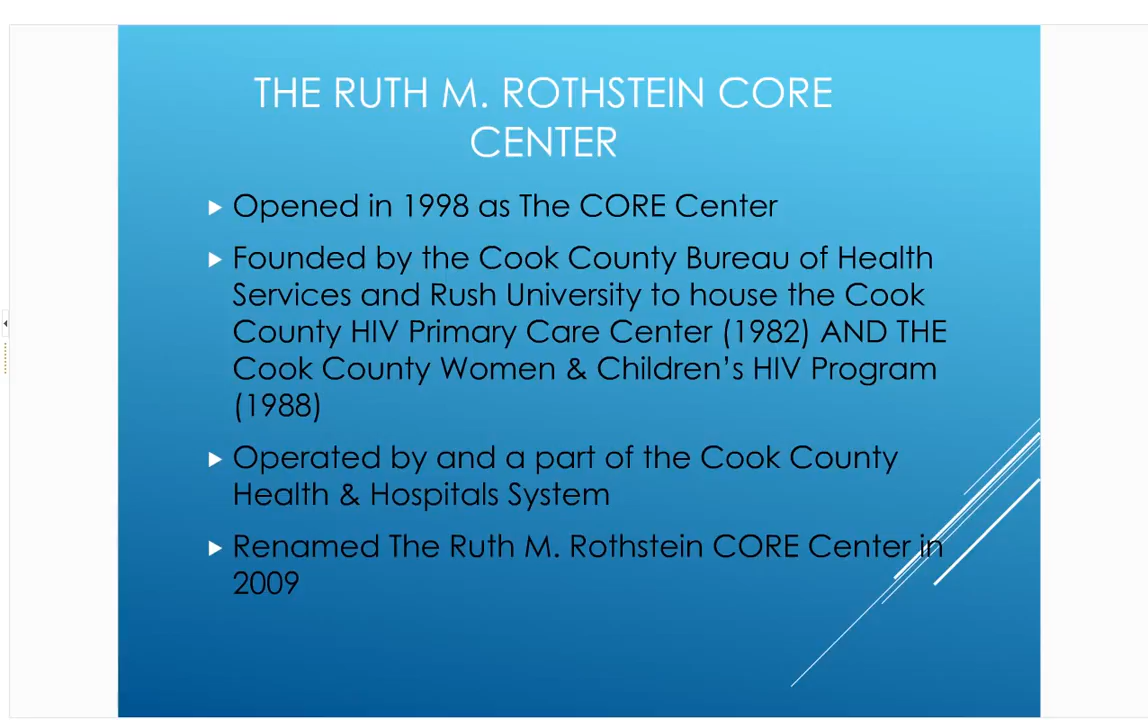 THE RUTH M. ROTHSTEIN CORE
CENTER
Opened in 1998 as The CORE Center
Founded by the Cook County Bureau of Health
Services and Rush University to house the Cook
County HIV Primary Care Center (1982) AND THE
Cook County Women & Children’s HIV Program
(1988)
Operated by and a part of the Cook County
Health & Hospitals System
Renamed The Ruth M. Rothstein CORE Center in
2009